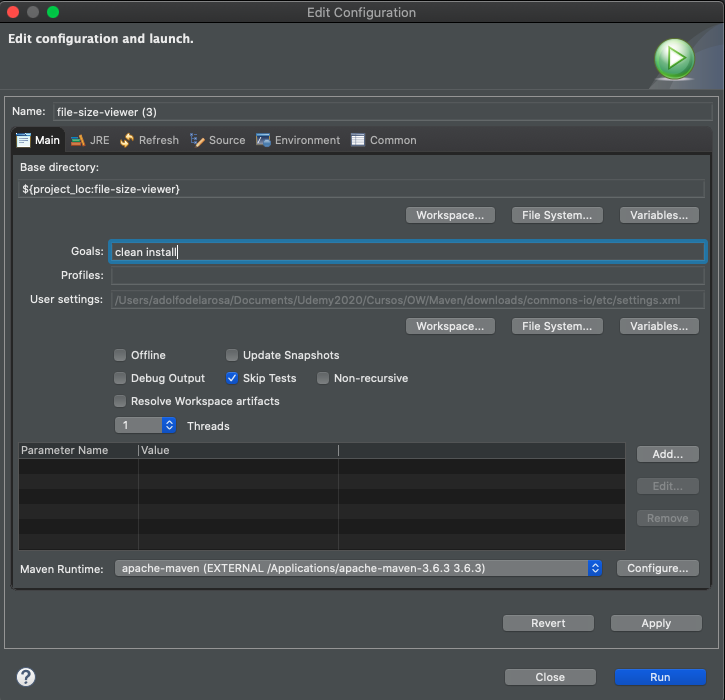 Edit Configuration
Edit configuration and launch.
Name: file-size-viewer (3)
Main JRE Refresh Source Environment Common
Base directory:
${project_loc:file-size-viewer}
Workspace... File System... Variables...
Goals: clean install
Profiles:
User settings: /Users/adolfodelarosa/Documents/Udemy2020/Cursos/OW/Maven/downloads/commons-io/etc/settings.xml
Workspace... File System... Variables...
Offline Update Snapshots
Debug Output Skip Tests Non-recursive
Resolve Workspace artifacts
1 Threads
Parameter Name Value
Add...
Edit...
Remove
Maven Runtime: apache-maven (EXTERNAL /Applications/apache-maven-3.6.3 3.6.3) Configure...
Revert Apply
? Close Run